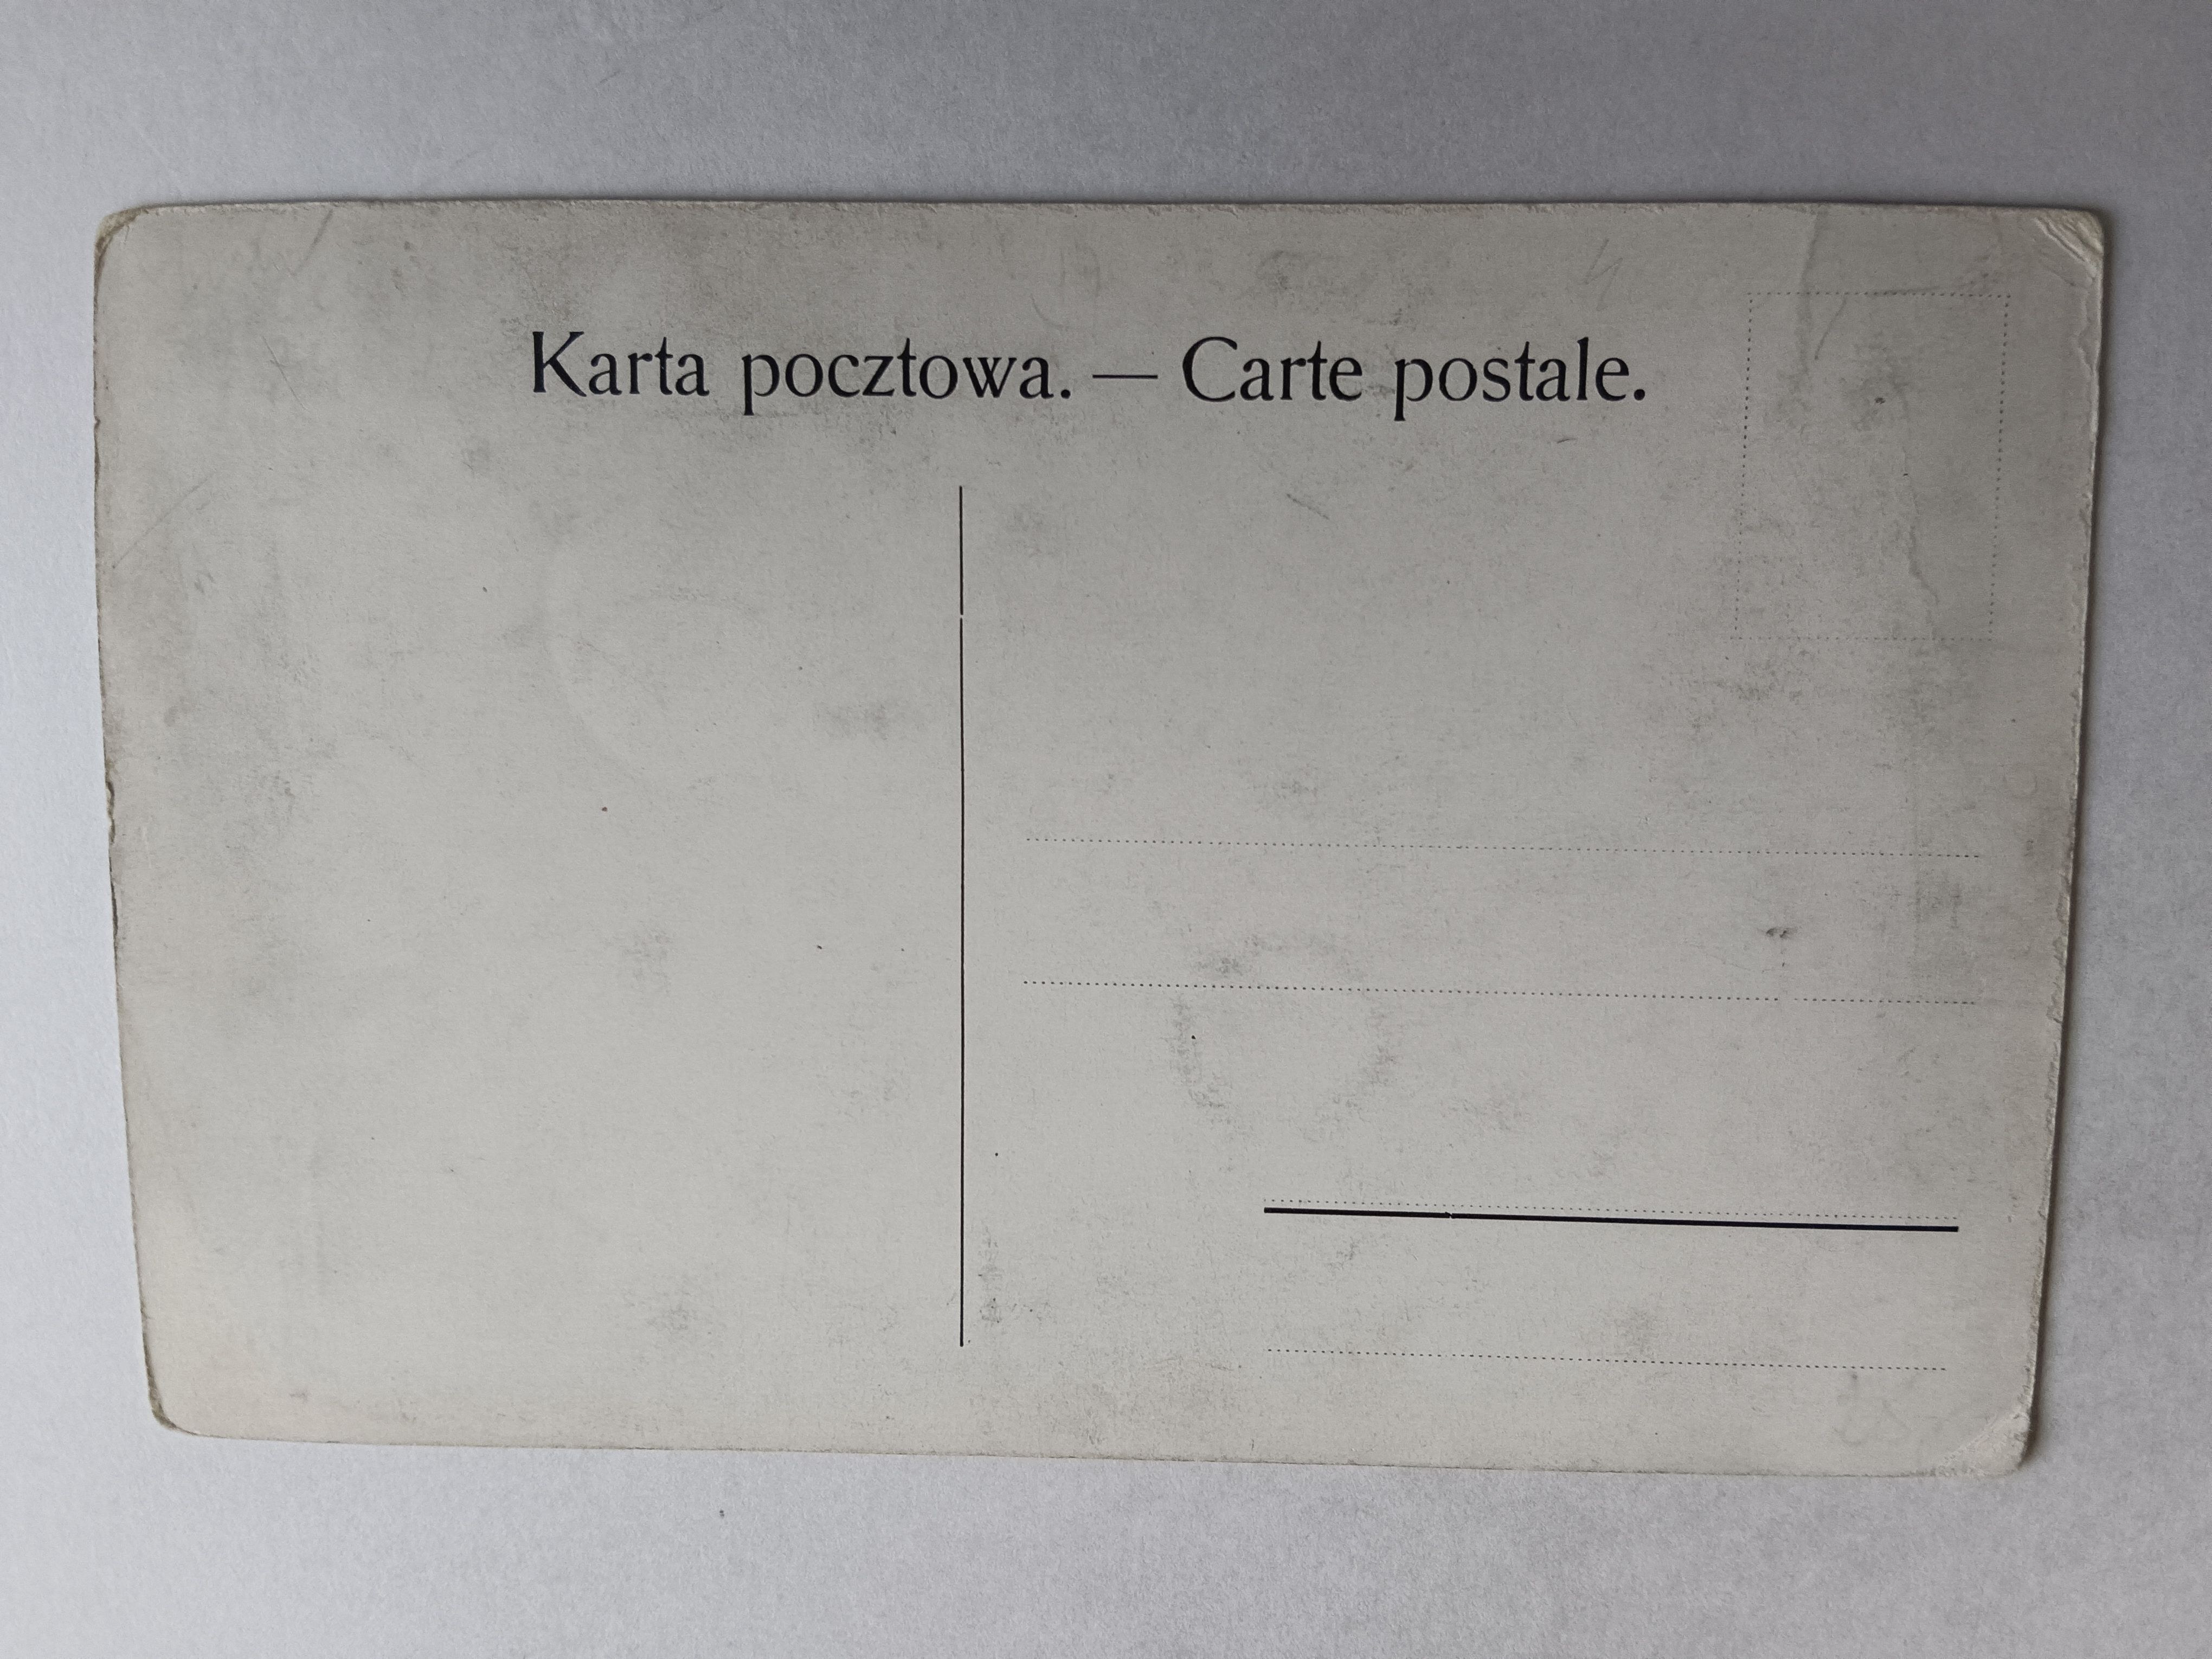 Karta pocztowa. — Carte postale.